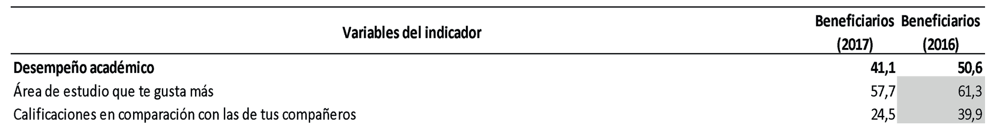 Variables del indicador Beneficiarios (2017) Beneficiarios (2016)
Desempeño académico 41,1 50,6
Área de estudio que te gusta más 57,7 61,3
Calificaciones en comparación con las de tus compañeros 24,5 39,9